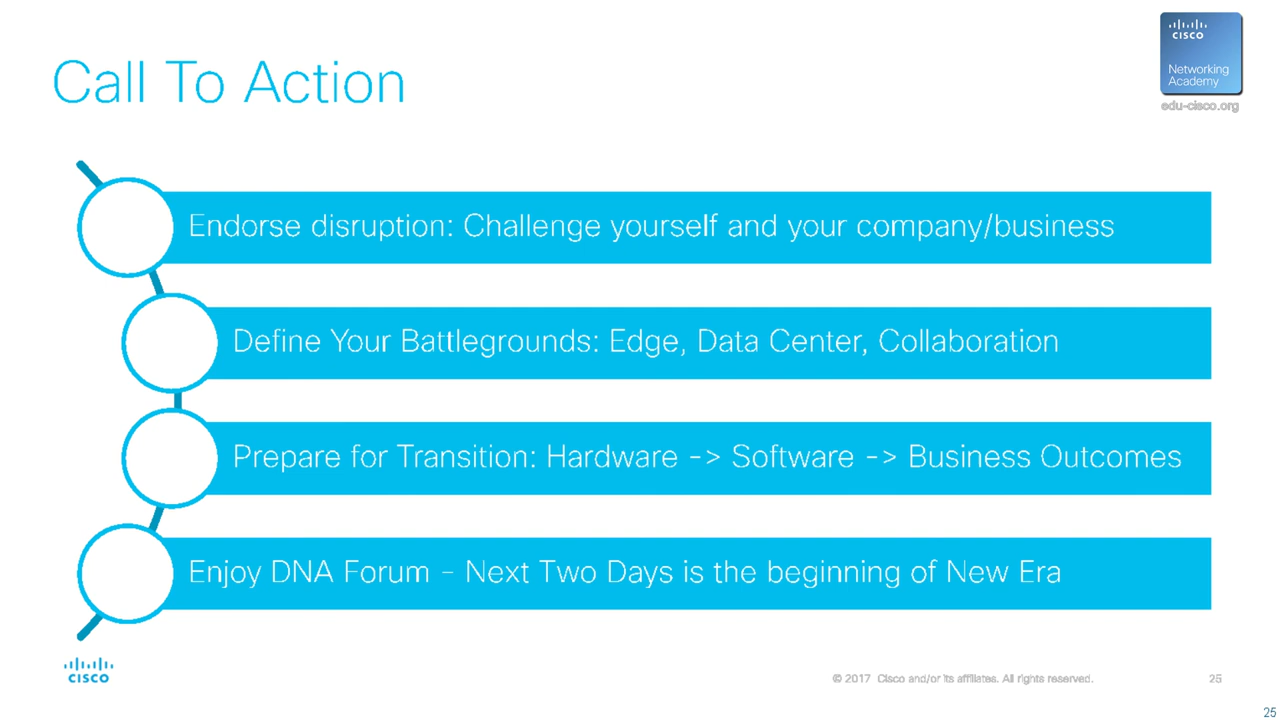 Call To Action
CISCO
Networking
Academy
edu-cisco.org
Endorse disruption: Challenge yourself and your company/business
Define Your Battlegrounds: Edge, Data Center, Collaboration
Prepare for Transition: Hardware -> Software -> Business Outcomes
Enjoy DNA Forum - Next Two Days is the beginning of New Era
CISCO
© 2017 Cisco and/or its affiliates. All rights reserved.
25
25